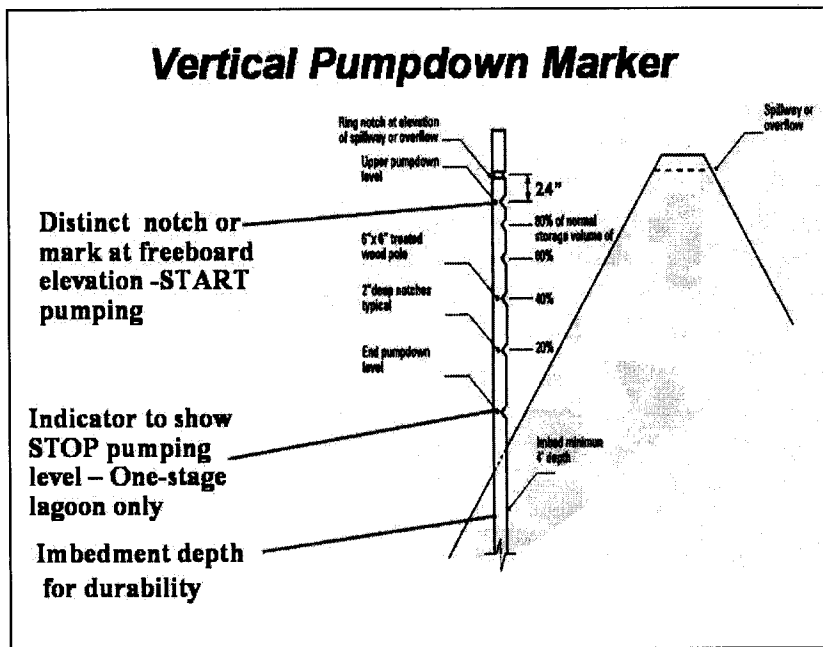 Vertical Pumpdown Marker
Ring notch at elevation
of spillway or overflow
Upper pumpdown
level
Spillway or
overflow
24"
Distinct notch or
mark at freeboard
elevation -START
pumping
80% of normal
storage volume of
6"x 6" treated
wood pole
60%
2" deep notches
typical
40%
20%
End pumpdown
level
Indicator to show
STOP pumping
level – One-stage
lagoon only
Imbed minimum
4' depth
Imbedment depth
for durability